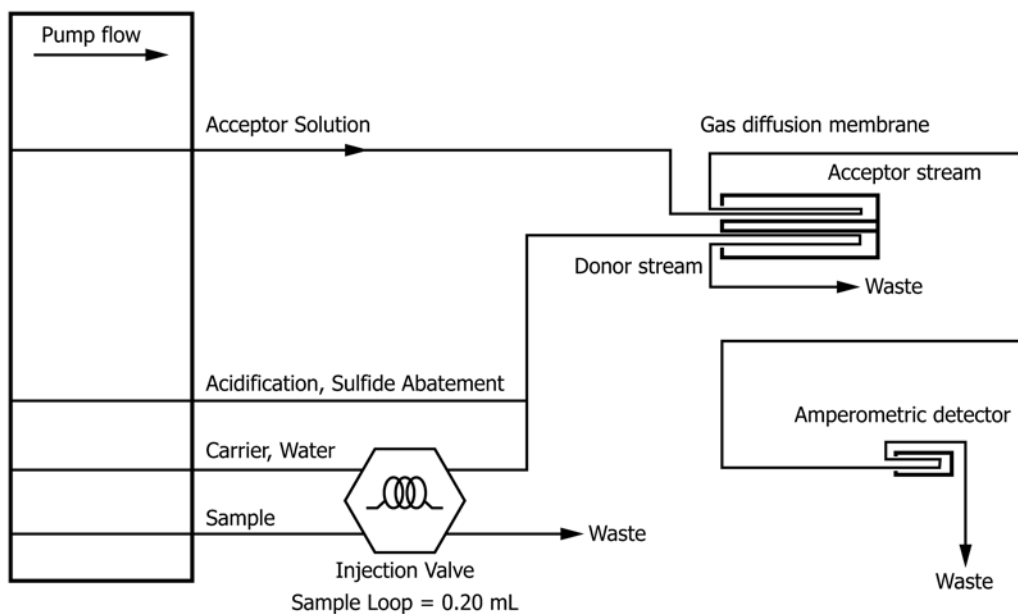 Pump flow
Acceptor Solution
Gas diffusion membrane
Acceptor stream
Donor stream
Waste
Acidification, Sulfide Abatement
Amperometric detector
Carrier, Water
Sample
Waste
Injection Valve
Sample Loop = 0.20 mL
Waste